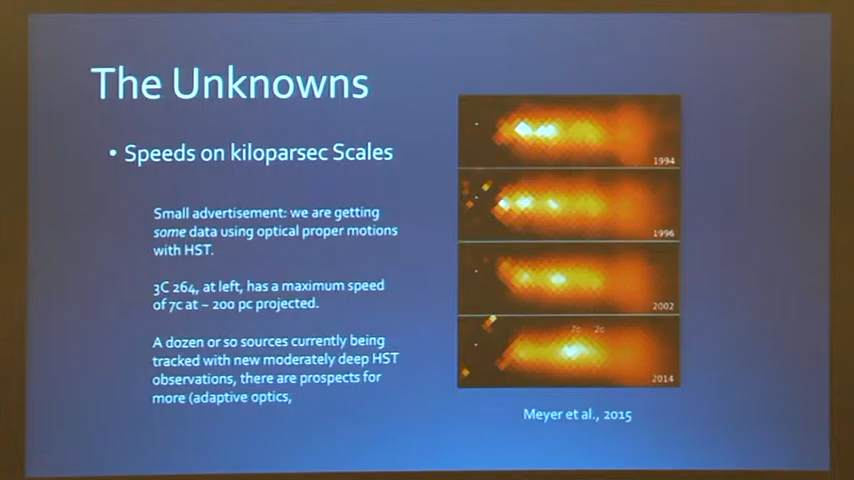 The Unknowns
• Speeds on kiloparsec Scales
Small advertisement: we are getting
some data using optical proper motions
with HST.
3C 264, at left, has a maximum speed
of 7c at ~ 200 pc projected.
A dozen or so sources currently being
tracked with new moderately deep HST
observations, there are prospects for
more (adaptive optics,
1994
1996
2002
7c 2c
2014
Meyer et al., 2015